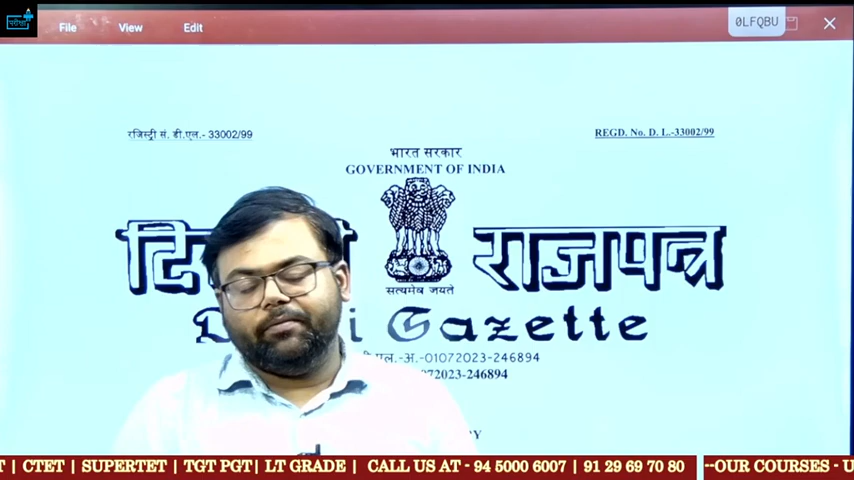 परीक्षा
File View Edit
0LFQBU
रजिस्ट्री सं. डी.एल.- 33002/99
REGD. No. D. L.-33002/99
भारत सरकार
GOVERNMENT OF INDIA
राजपत्र
सत्यमेव जयते
Gazette
-अ.-01072023-246894
72023-246894
| CTET | SUPERTET | TGT PGT| LT GRADE | CALL US AT - 94 5000 6007 | 91 29 69 70 80
--OUR COURSES - U